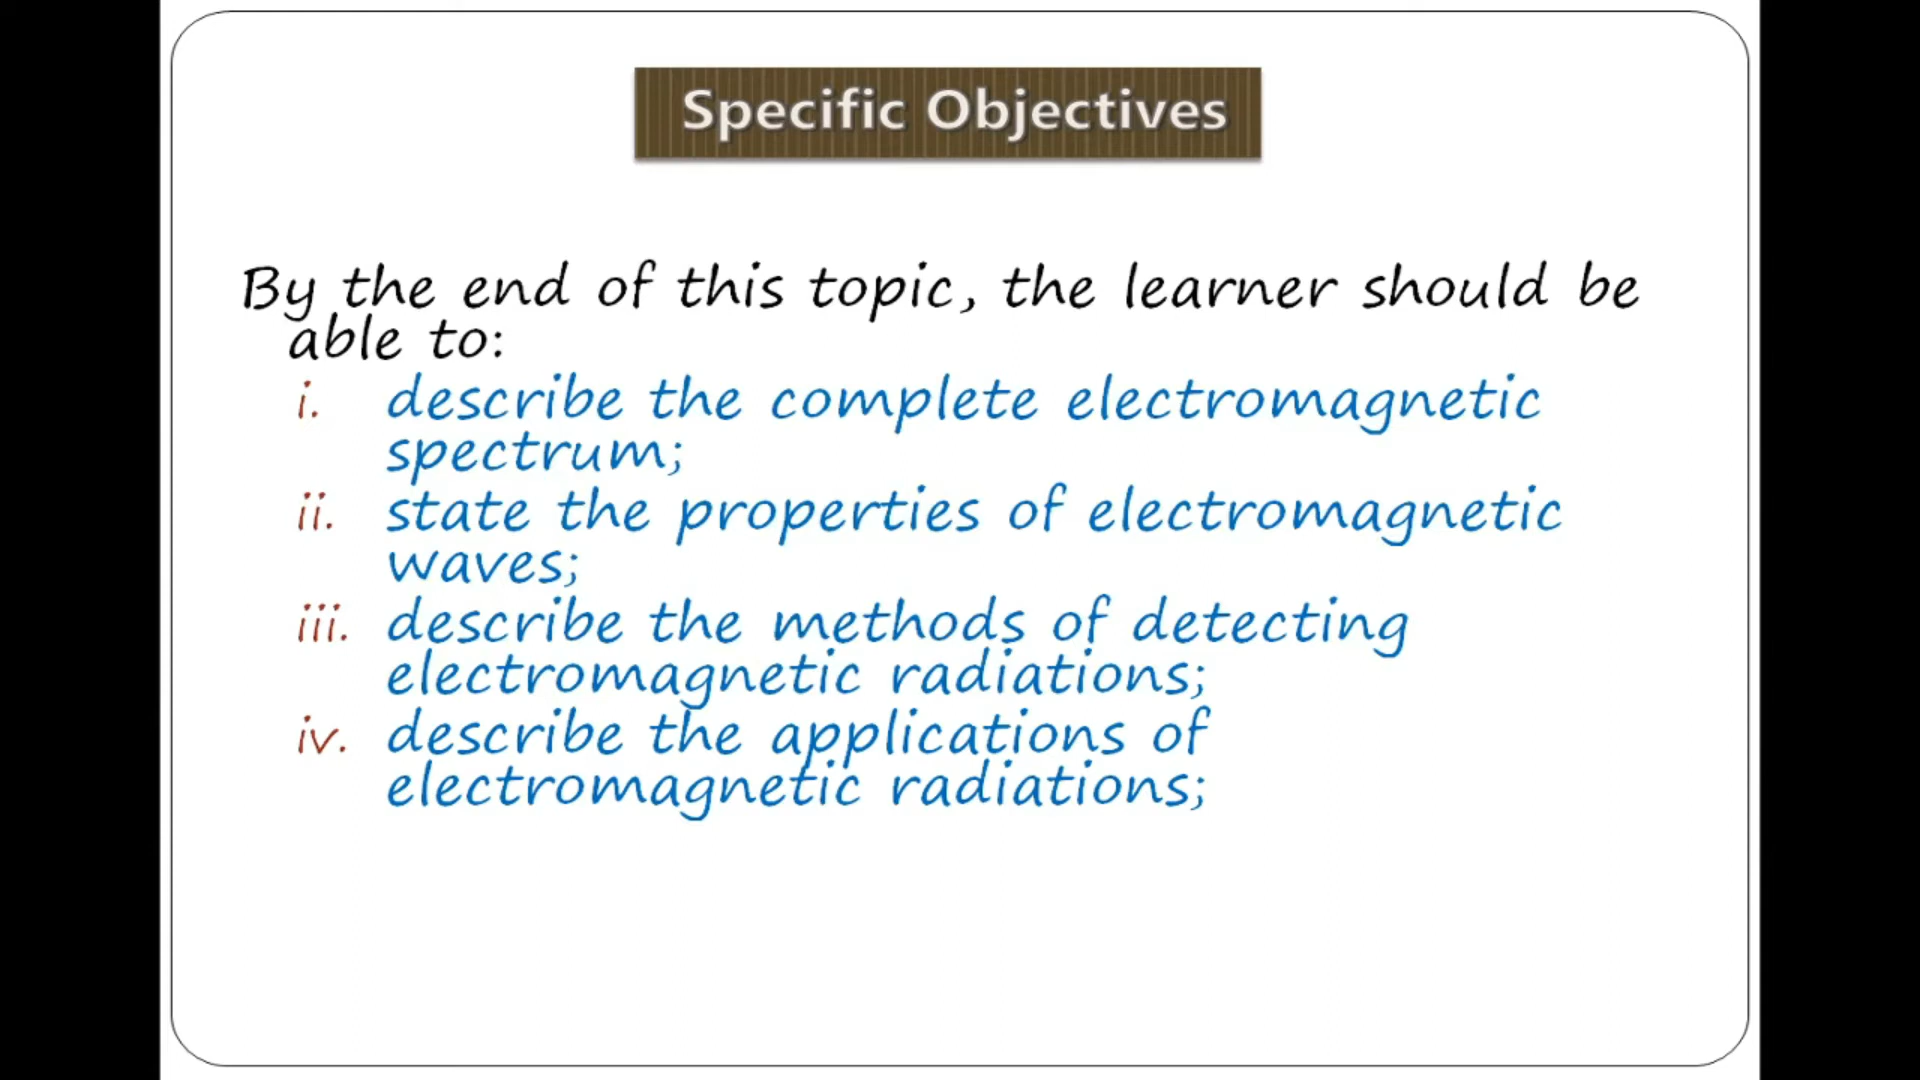 Specific Objectives
By the end of this topic, the learner should be
able to:
i. describe the complete electromagnetic
spectrum;
ii. state the properties of electromagnetic
waves;
iii. describe the methods of detecting
electromagnetic radiations;
iv. describe the applications of
electromagnetic radiations;